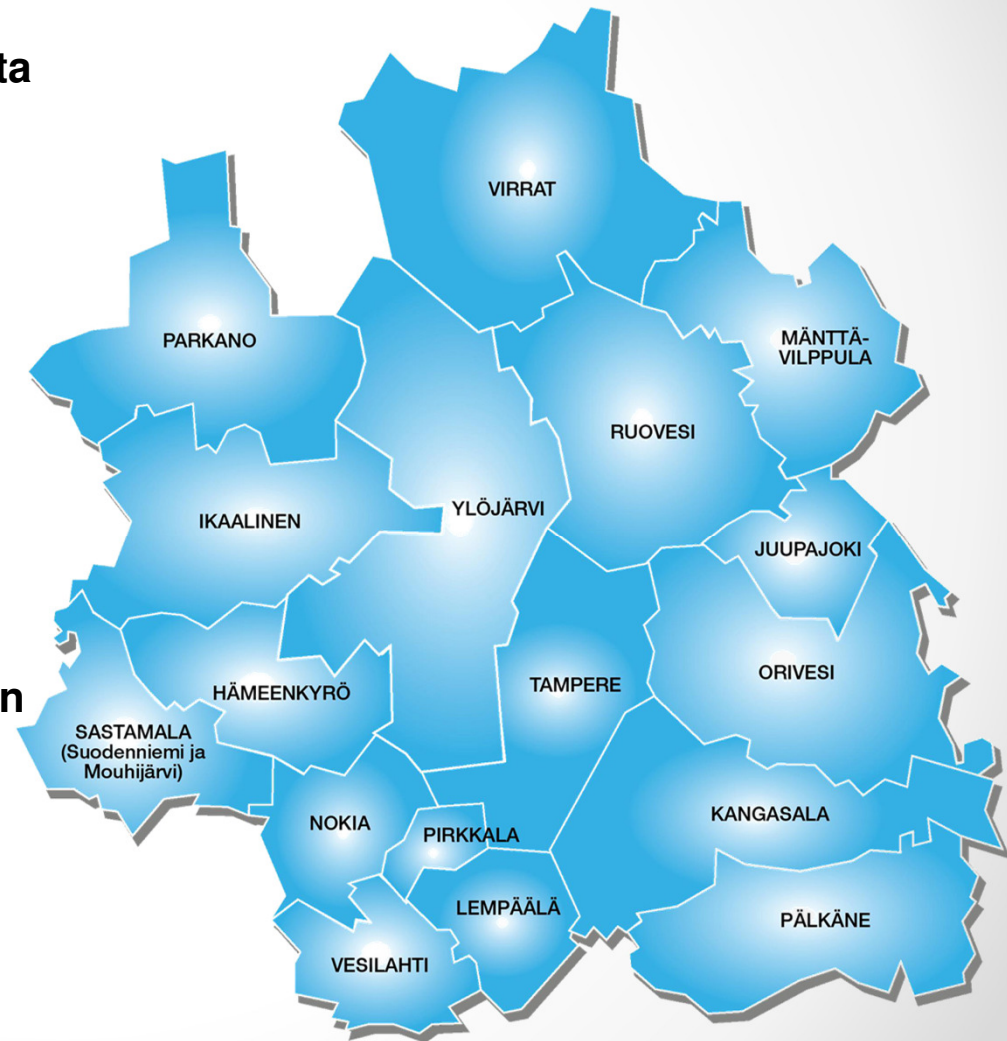 ta
VIRRAT
PARKANO
MÄNTTÄ-
VILPPULA
RUOVESI
YLÖJÄRVI
IKAALINEN
JUUPAJOKI
ORIVESI
TAMPERE
HÄMEENKYRÖ
n
SASTAMALA
(Suodenniemi ja
Mouhijärvi)
KANGASALA
NOKIA
PIRKKALA
LEMPÄÄLÄ
PÄLKÄNE
VESILAHTI